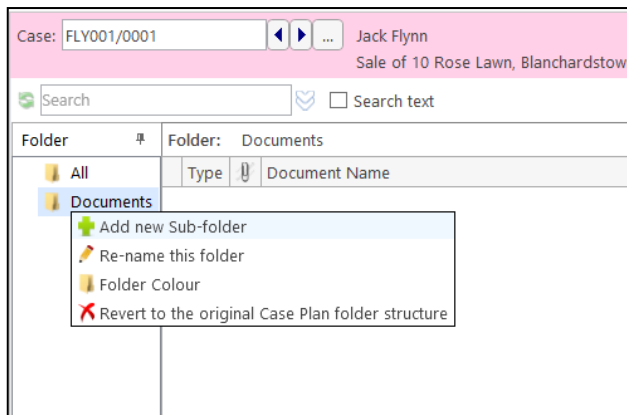 Case: FLY001/0001 ... Jack Flynn
Sale of 10 Rose Lawn, Blanchardstow
Search Search text
Folder Folder: Documents
All Type Document Name
Documents
Add new Sub-folder
Re-name this folder
Folder Colour
Revert to the original Case Plan folder structure